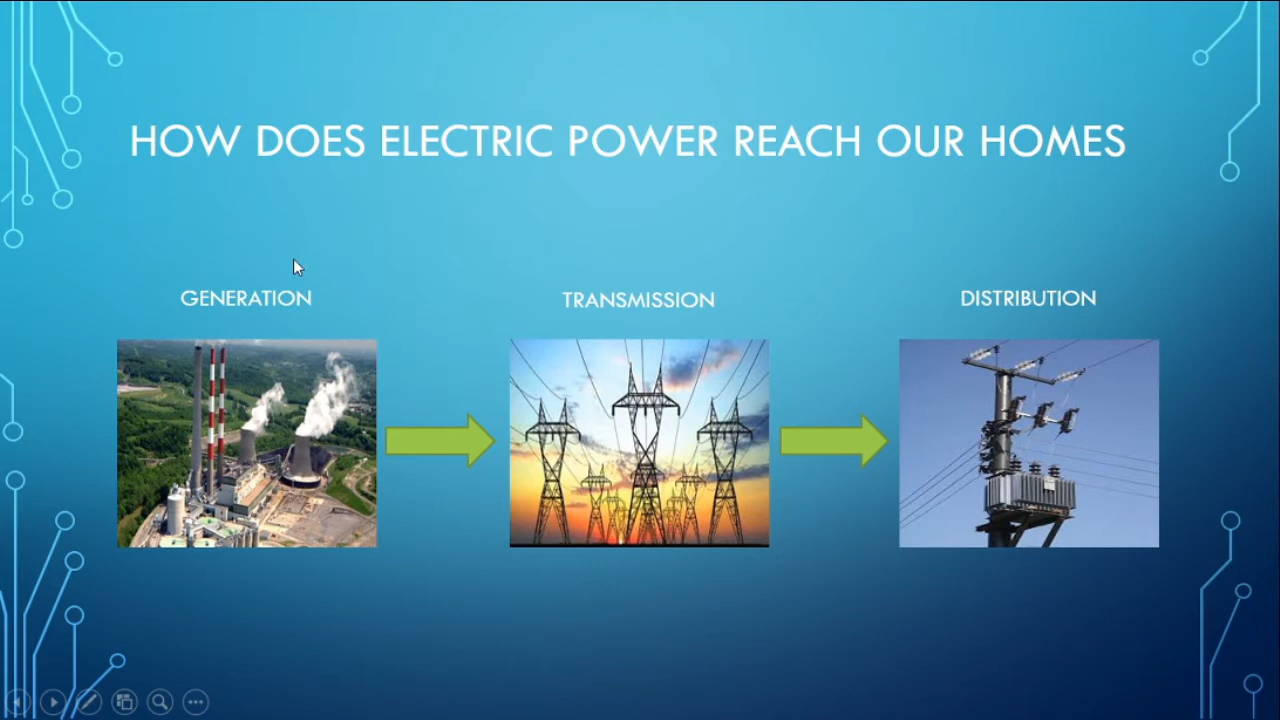 HOW DOES ELECTRIC POWER REACH OUR HOMES
GENERATION
TRANSMISSION
DISTRIBUTION